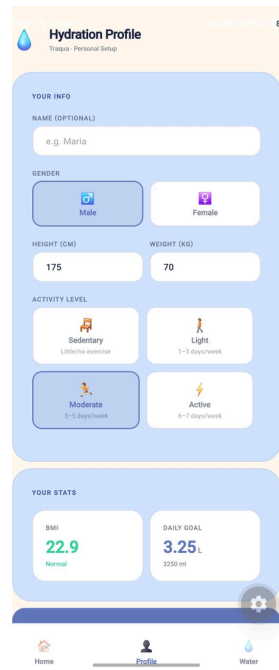 Hydration Profile
Traqua · Personal Setup
YOUR INFO
NAME (OPTIONAL)
e.g. Maria
GENDER
Male
Female
HEIGHT (CM)
WEIGHT (KG)
175
70
ACTIVITY LEVEL
Sedentary
Little/no exercise
Light
1–3 days/week
Moderate
3–5 days/week
Active
6–7 days/week
YOUR STATS
BMI
22.9
Normal
DAILY GOAL
3.25 L
3250 ml
Home
Profile
Water